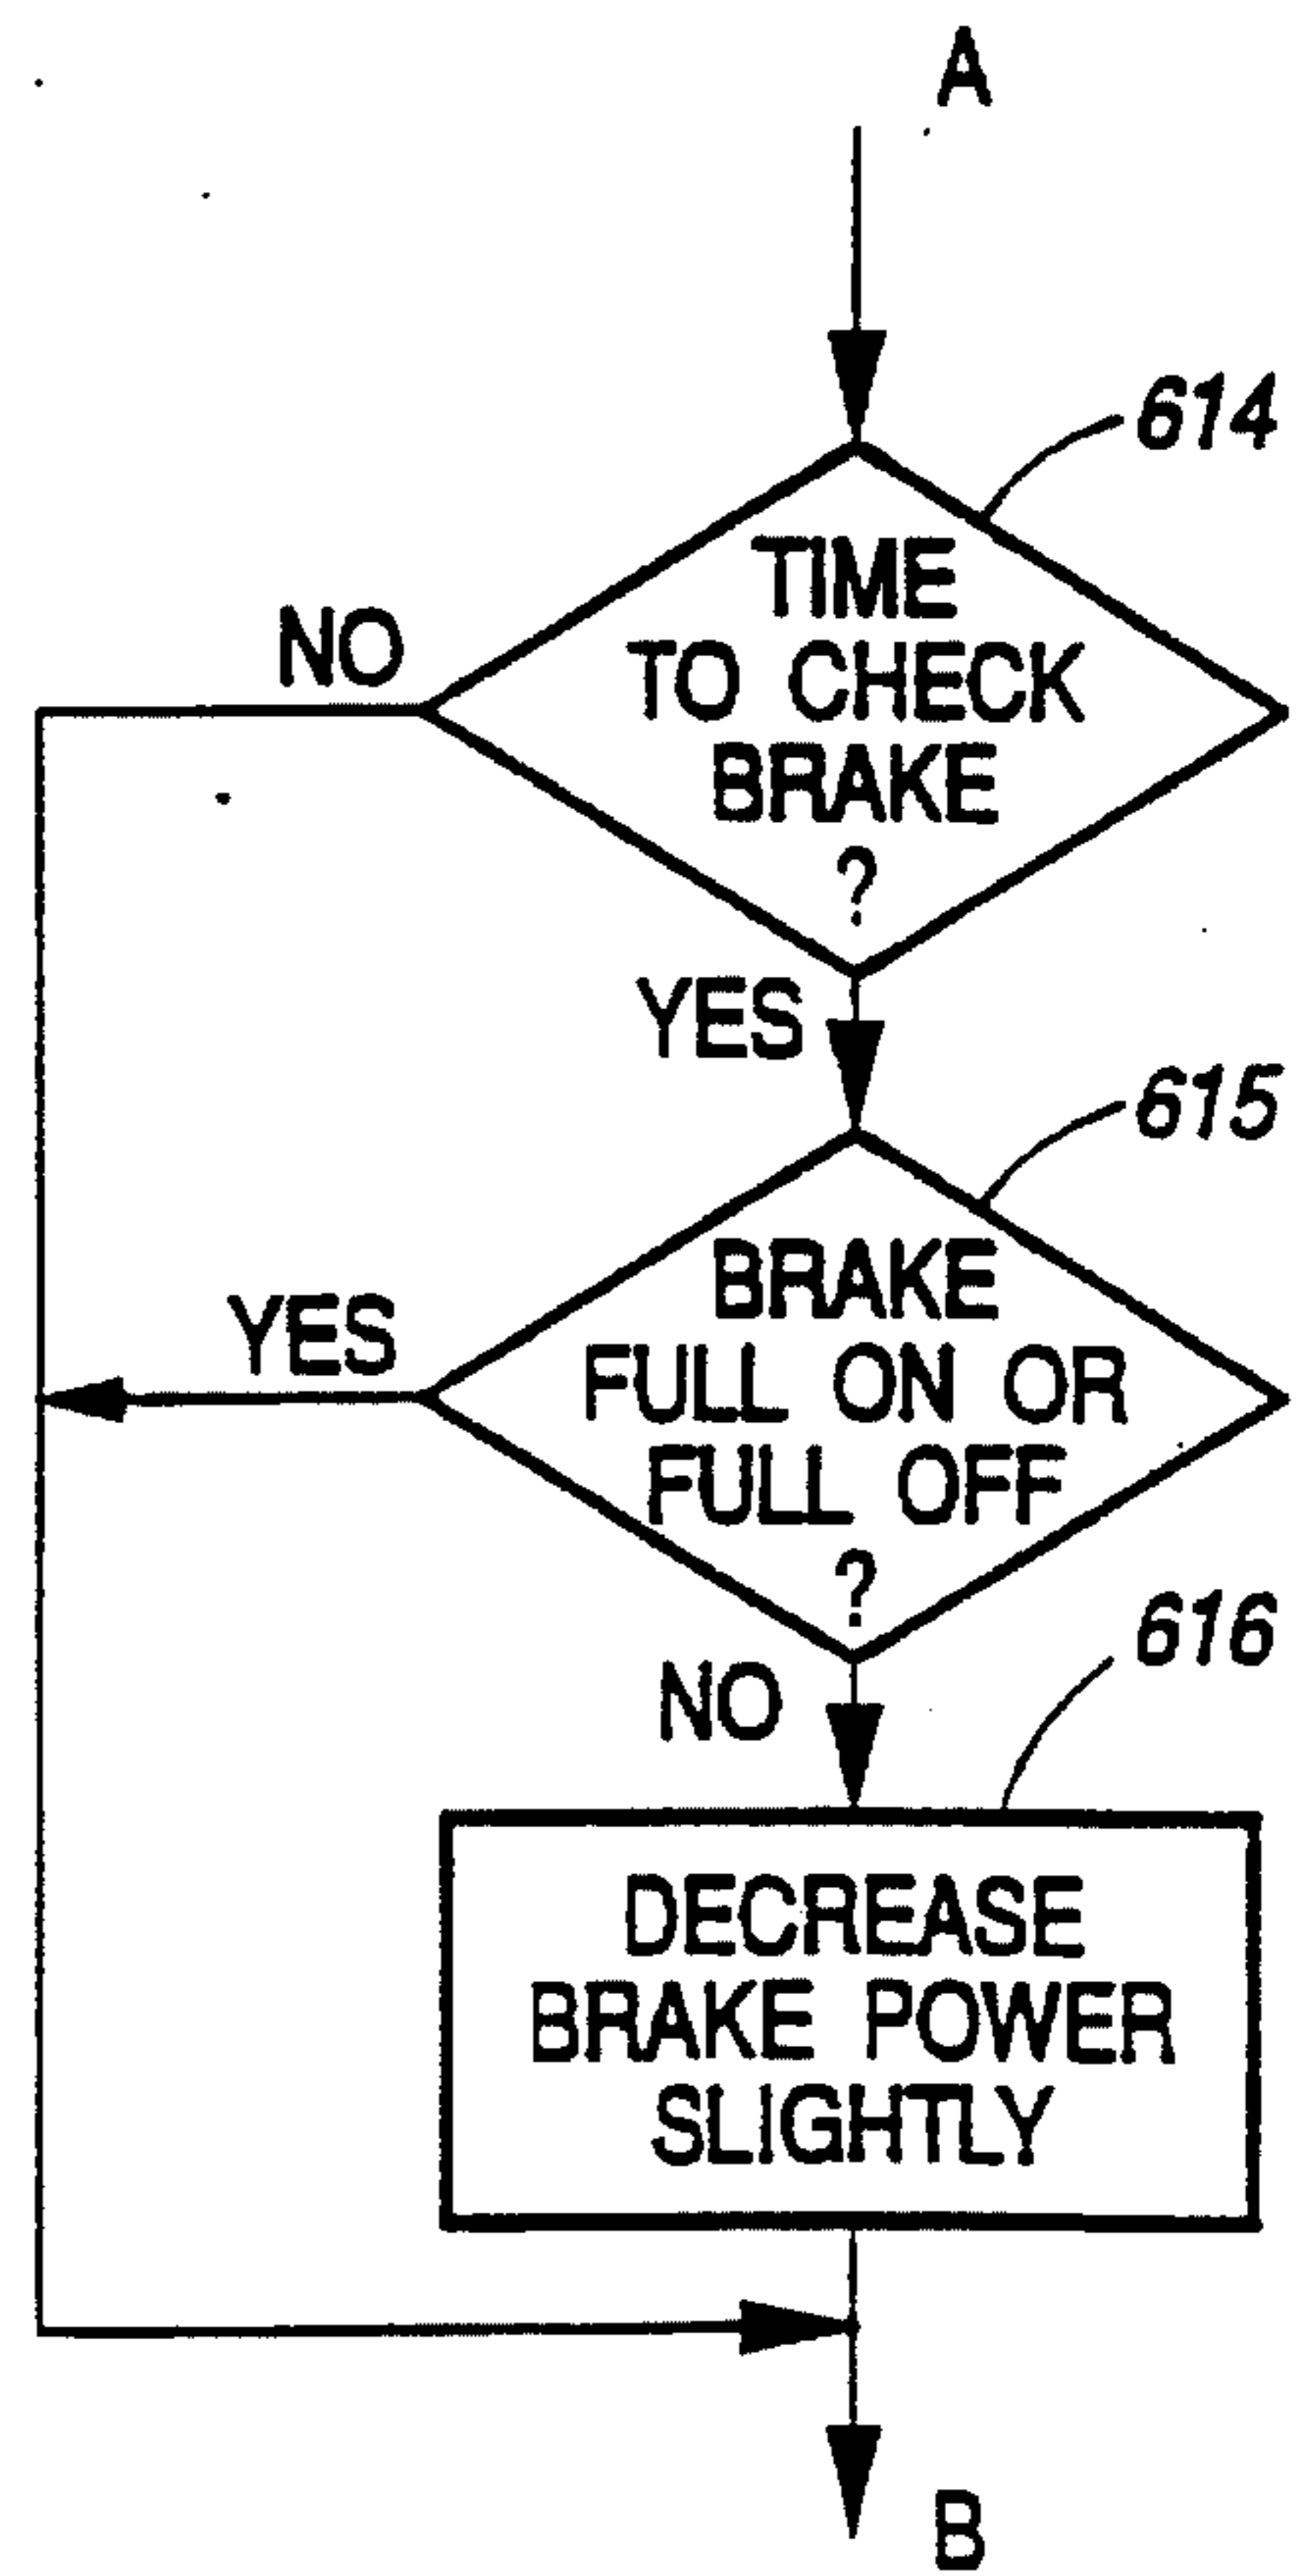 A
614
TIME
TO CHECK
BRAKE
?
NO
YES
615
BRAKE
FULL ON OR
FULL OFF
?
YES
NO
616
DECREASE
BRAKE POWER
SLIGHTLY
B